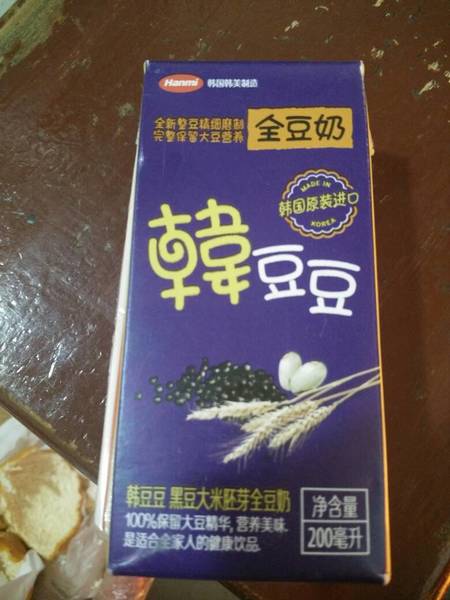 Hanmi 韩国韩美制造
全新整豆精细磨制
完整保留大豆营养
全豆奶
MADE IN
韩国原装进口
KOREA
韓豆豆
韩豆豆 黑豆大米胚芽全豆奶
100%保留大豆精华,营养美味.
是适合全家人的健康饮品.
净含量
200毫升